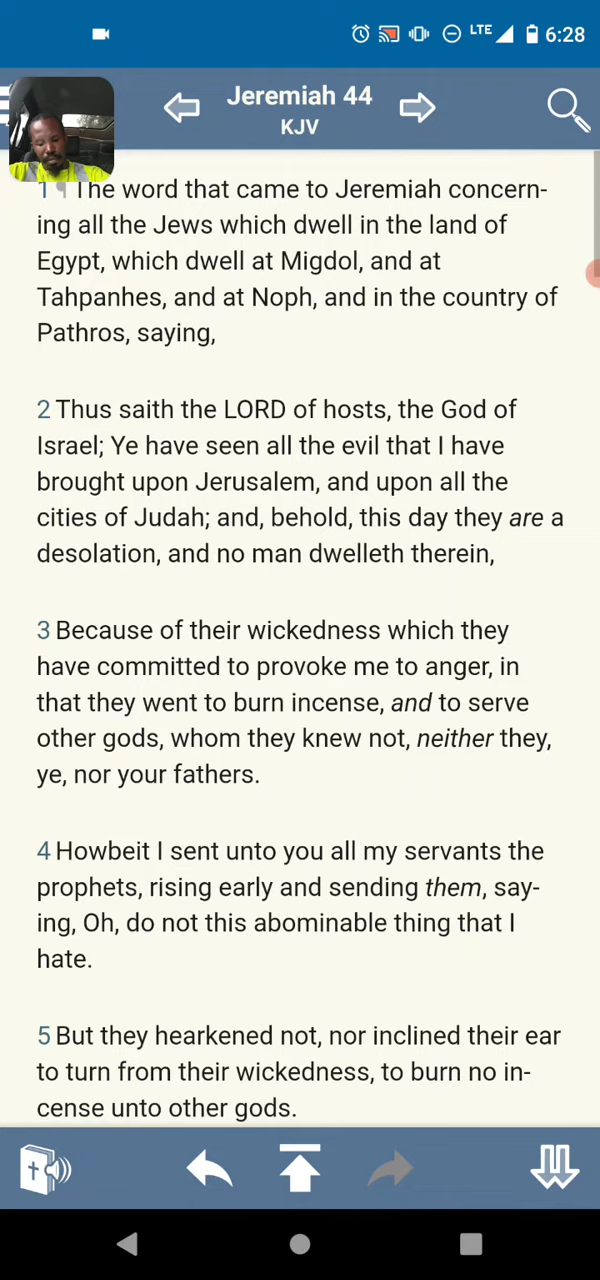 LTE 6:28
Jeremiah 44
KJV
1 ¶ The word that came to Jeremiah concern-
ing all the Jews which dwell in the land of
Egypt, which dwell at Migdol, and at
Tahpanhes, and at Noph, and in the country of
Pathros, saying,
2 Thus saith the LORD of hosts, the God of
Israel; Ye have seen all the evil that I have
brought upon Jerusalem, and upon all the
cities of Judah; and, behold, this day they are a
desolation, and no man dwelleth therein,
3 Because of their wickedness which they
have committed to provoke me to anger, in
that they went to burn incense, and to serve
other gods, whom they knew not, neither they,
ye, nor your fathers.
4 Howbeit I sent unto you all my servants the
prophets, rising early and sending them, say-
ing, Oh, do not this abominable thing that I
hate.
5 But they hearkened not, nor inclined their ear
to turn from their wickedness, to burn no in-
cense unto other gods.